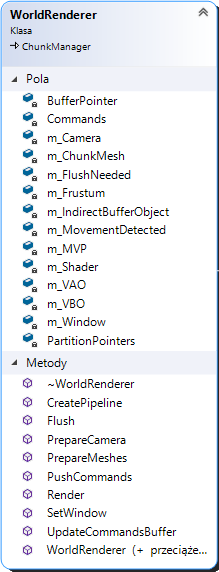 WorldRenderer
Klasa
ChunkManager
Pola
BufferPointer
Commands
m_Camera
m_ChunkMesh
m_FlushNeeded
m_Frustum
m_IndirectBufferObject
m_MovementDetected
m_MVP
m_Shader
m_VAO
m_VBO
m_Window
PartitionPointers
Metody
~WorldRenderer
CreatePipeline
Flush
PrepareCamera
PrepareMeshes
PushCommands
Render
SetWindow
UpdateCommandsBuffer
WorldRenderer (+ przeciąże...